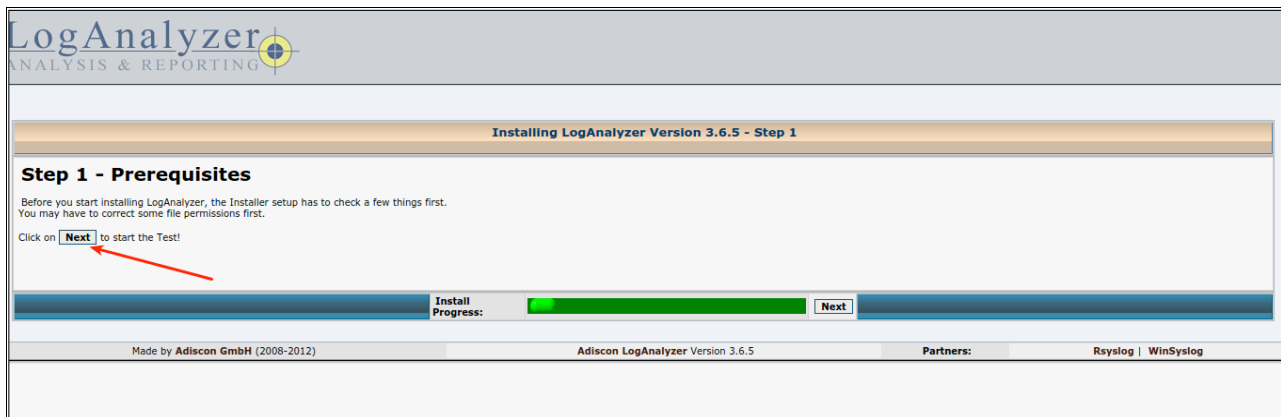 LogAnalyzer
ANALYSIS & REPORTING
Installing LogAnalyzer Version 3.6.5 - Step 1
Step 1 - Prerequisites
Before you start installing LogAnalyzer, the Installer setup has to check a few things first.
You may have to correct some file permissions first.
Click on Next to start the Test!
Install
Progress:
Next
Made by Adiscon GmbH (2008-2012)
Adiscon LogAnalyzer Version 3.6.5
Partners:
Rsyslog | WinSyslog